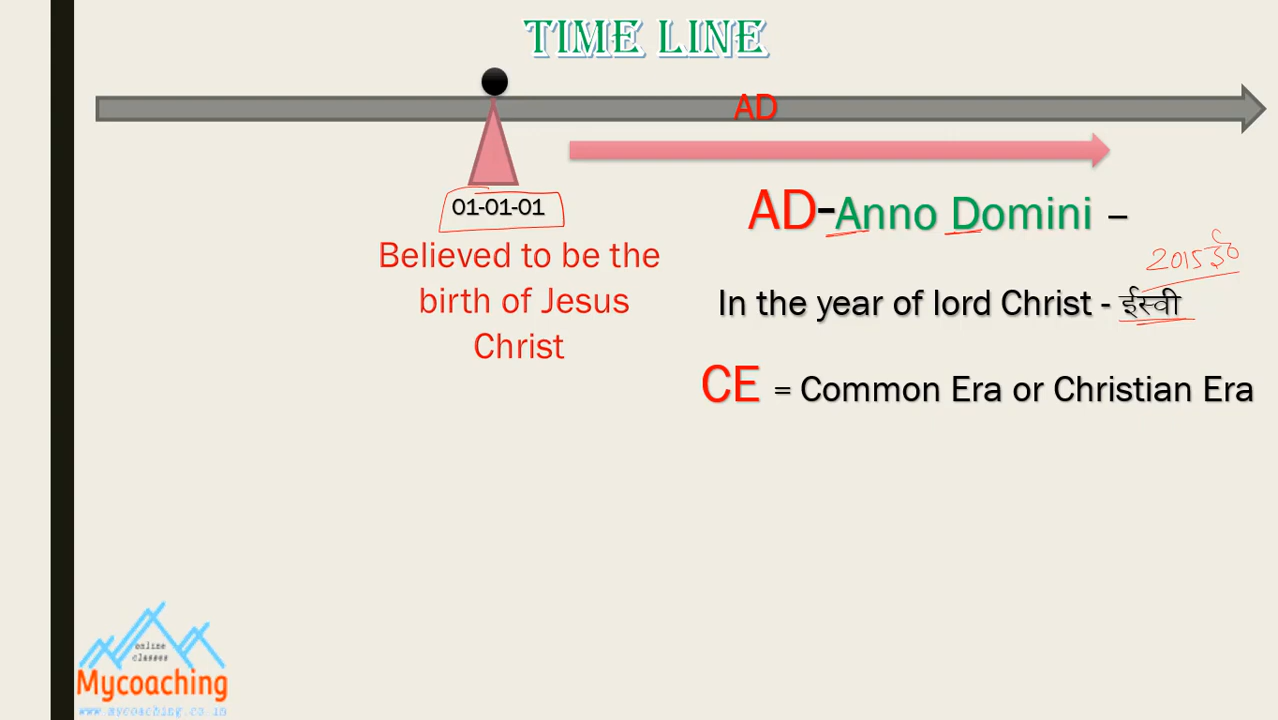 TIME LINE
AD
01-01-01
Believed to be the
birth of Jesus
Christ
AD-Anno Domini –
2015 ई०
In the year of lord Christ - ईस्वी
CE = Common Era or Christian Era
online
classes
Mycoaching
www.mycoaching.co.in